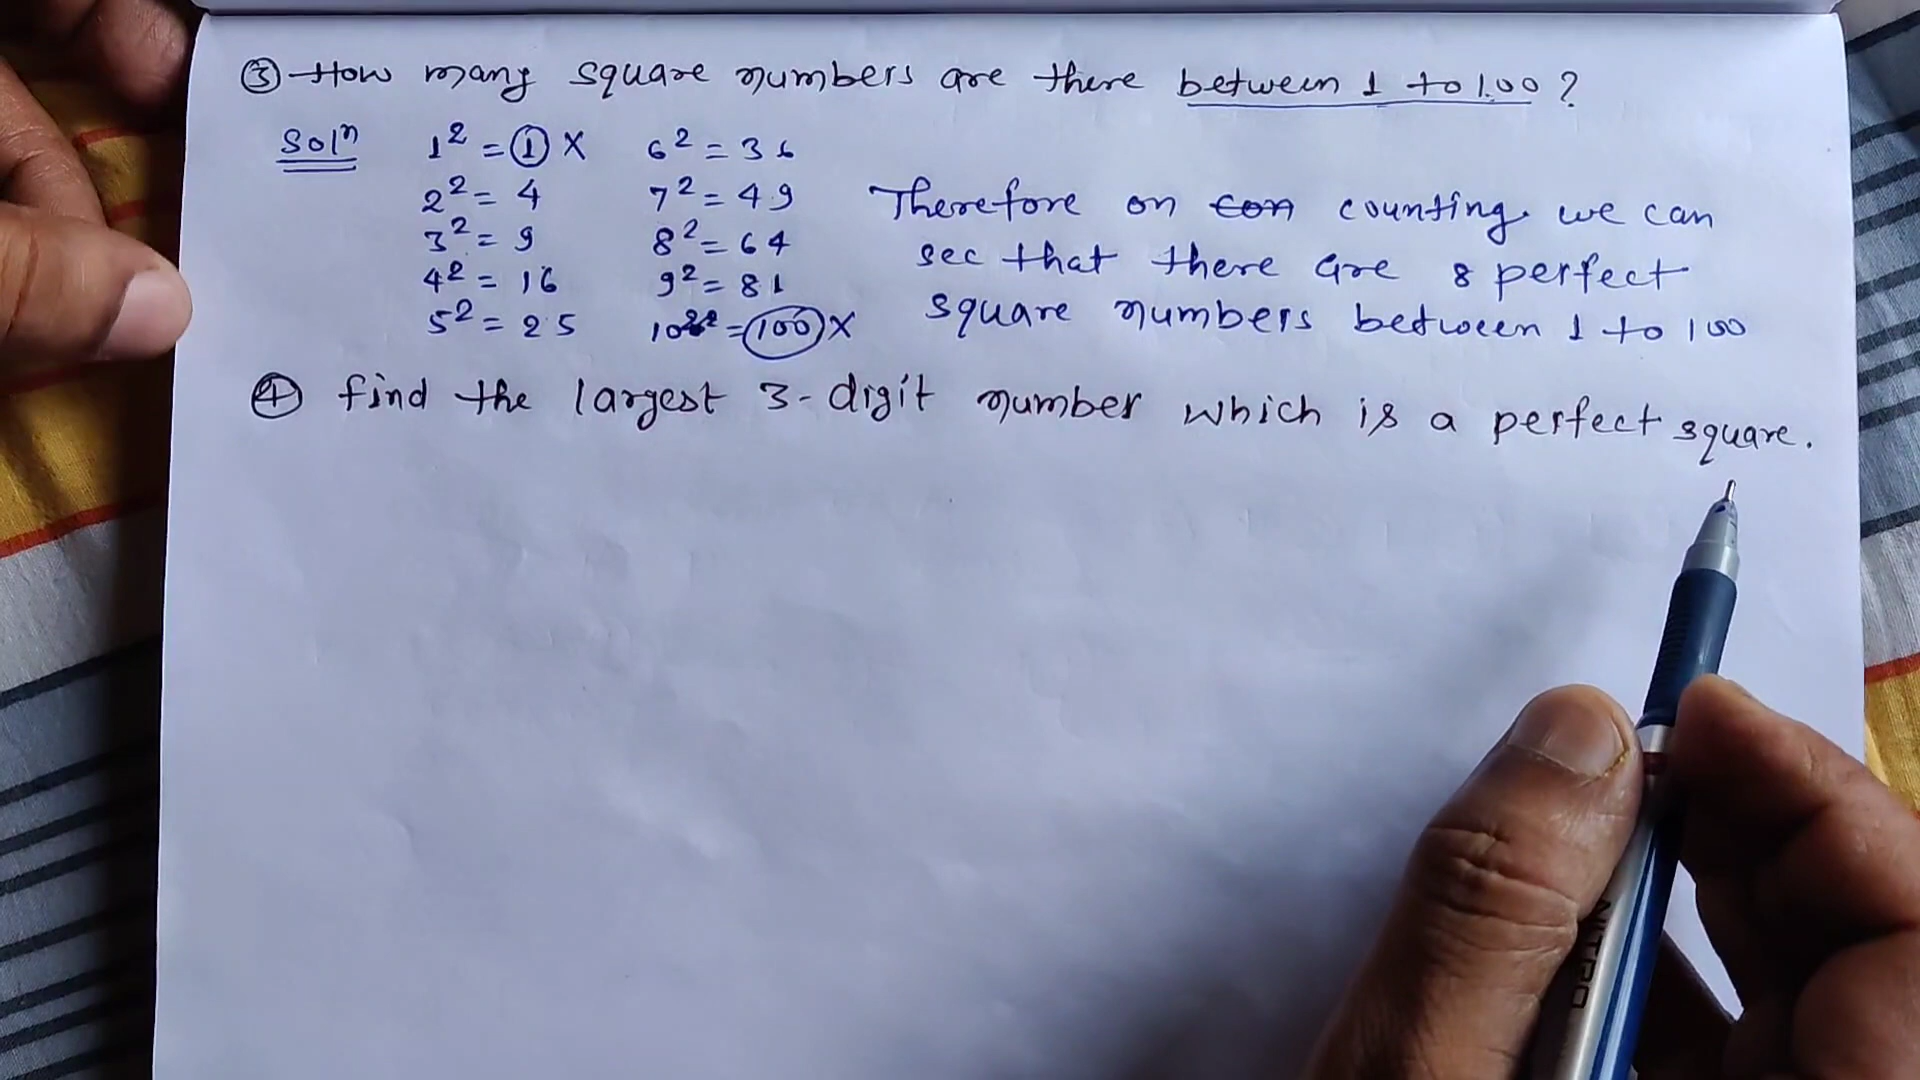 ③ How many square numbers are there between 1 to 100?
Solⁿ 1² = 1 X 6² = 36
2² = 4 7² = 49 Therefore on con counting we can
3² = 9 8² = 64 see that there are 8 perfect
4² = 16 9² = 81 square numbers between 1 to 100
5² = 25 10² = 100 X
④ find the largest 3-digit number which is a perfect square.